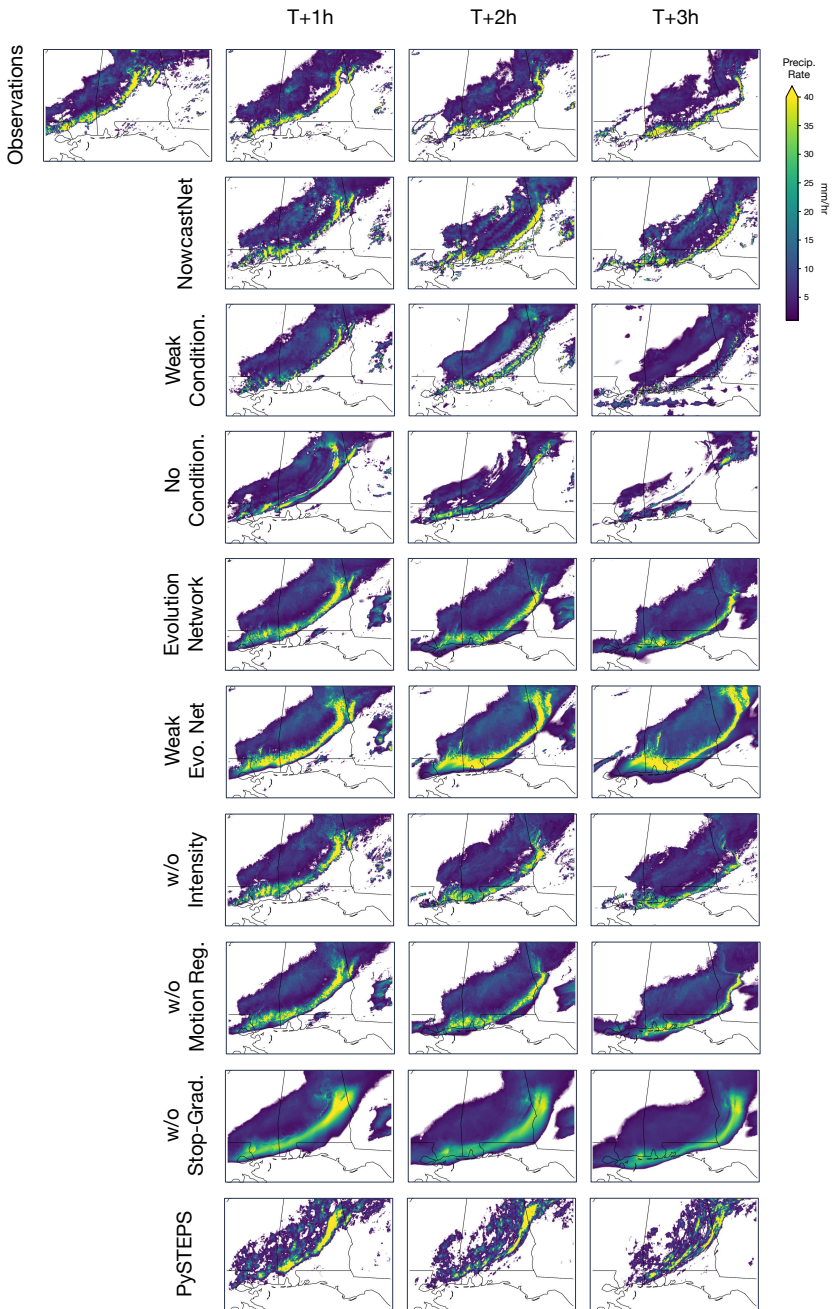 T+1h T+2h T+3h
Observations
Precip.
Rate
40
35
30
25
20
15
10
5
mm/hr
NowcastNet
Weak
Condition.
No
Condition.
Evolution
Network
Weak
Evo. Net
w/o
Intensity
w/o
Motion Reg.
w/o
Stop-Grad.
PySTEPS